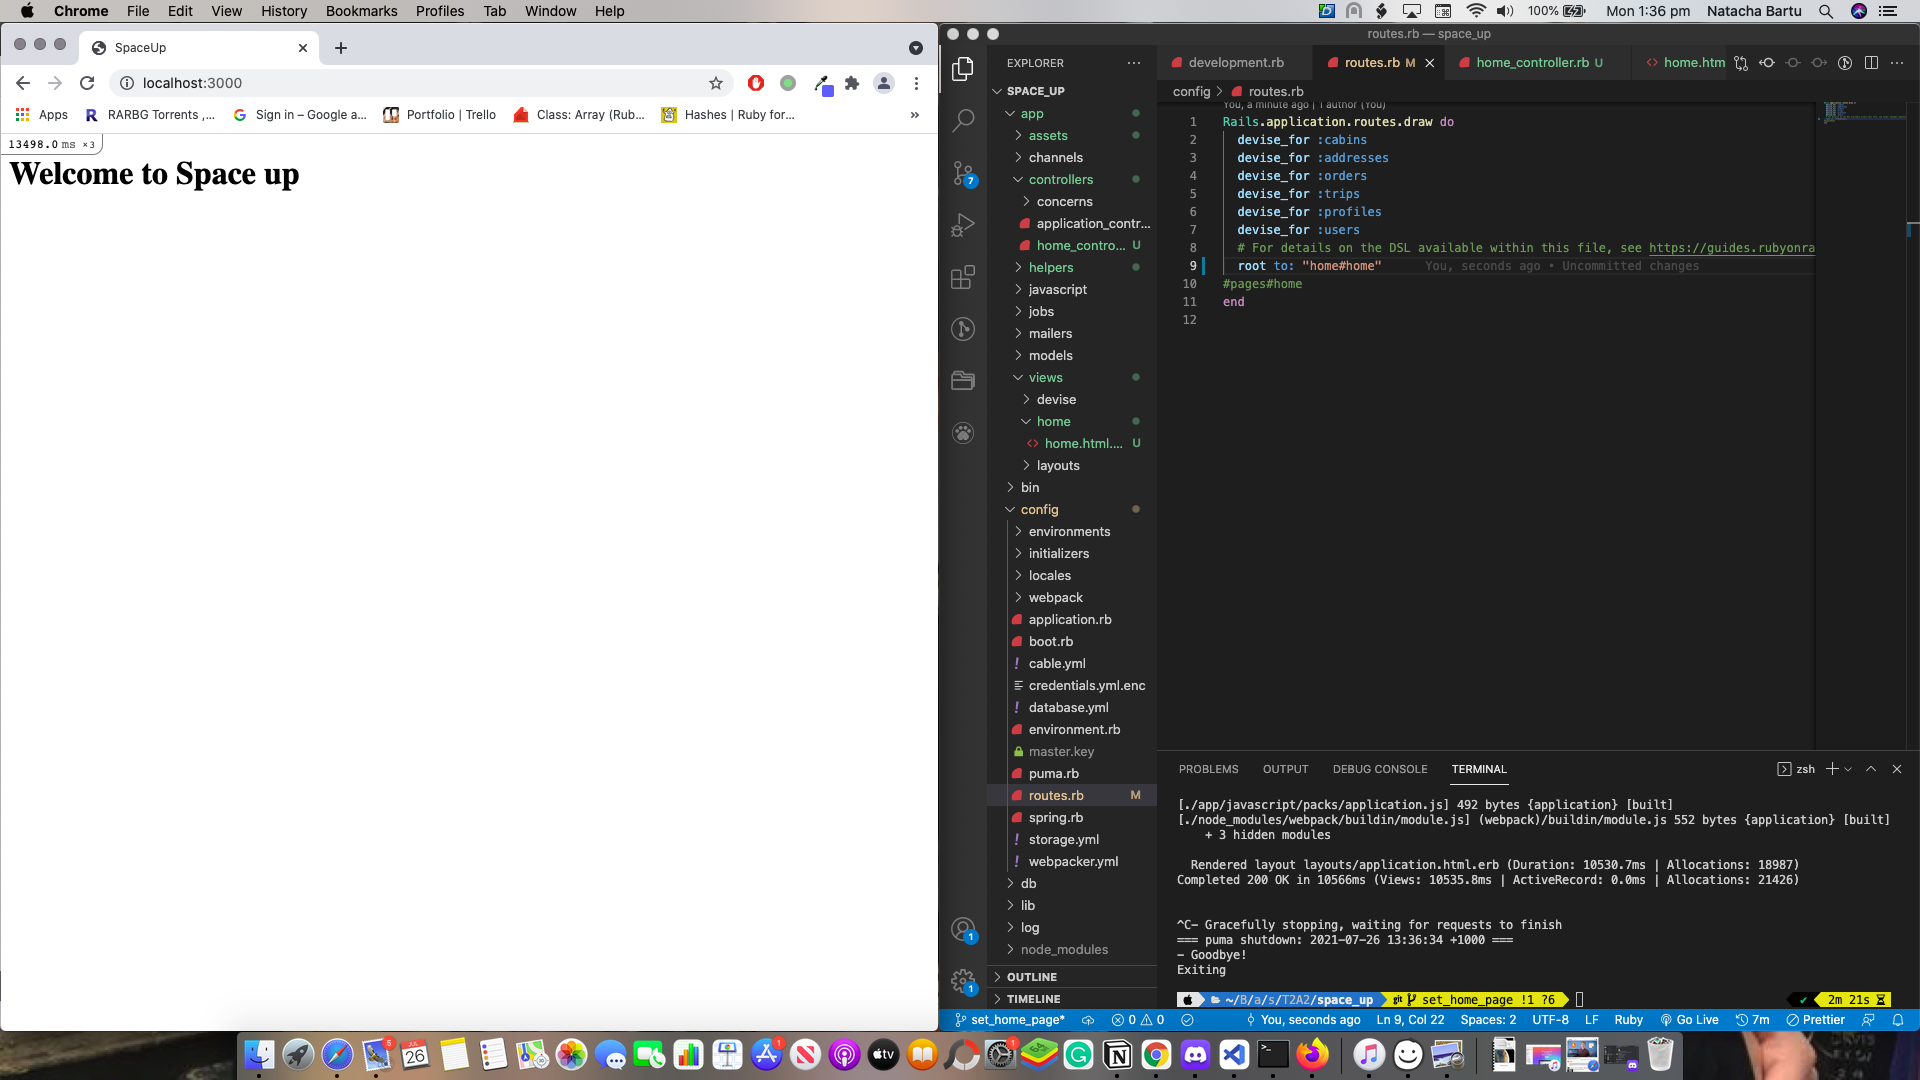 Chrome File Edit View History Bookmarks Profiles Tab Window Help
100% Mon 1:36 pm Natacha Bartu
SpaceUp
localhost:3000
Apps RARBG Torrents ,... Sign in – Google a... Portfolio | Trello Class: Array (Rub... Hashes | Ruby for... »
13498.0 ms ×3
Welcome to Space up
routes.rb — space_up
EXPLORER
SPACE_UP
app
assets
channels
controllers
concerns
application_contr...
home_contro... U
helpers
javascript
jobs
mailers
models
views
devise
home
home.html.... U
layouts
bin
config
environments
initializers
locales
webpack
application.rb
boot.rb
cable.yml
credentials.yml.enc
database.yml
environment.rb
master.key
puma.rb
routes.rb M
spring.rb
storage.yml
webpacker.yml
db
lib
log
node_modules
OUTLINE
TIMELINE
7
1
1
development.rb routes.rb M home_controller.rb U home.htm
config > routes.rb
You, a minute ago | 1 author (You)
1 Rails.application.routes.draw do
2 devise_for :cabins
3 devise_for :addresses
4 devise_for :orders
5 devise_for :trips
6 devise_for :profiles
7 devise_for :users
8 # For details on the DSL available within this file, see https://guides.rubyonra
9 root to: "home#home" You, seconds ago • Uncommitted changes
10 #pages#home
11 end
12
PROBLEMS OUTPUT DEBUG CONSOLE TERMINAL zsh
[./app/javascript/packs/application.js] 492 bytes {application} [built]
[./node_modules/webpack/buildin/module.js] (webpack)/buildin/module.js 552 bytes {application} [built]
+ 3 hidden modules
Rendered layout layouts/application.html.erb (Duration: 10530.7ms | Allocations: 18987)
Completed 200 OK in 10566ms (Views: 10535.8ms | ActiveRecord: 0.0ms | Allocations: 21426)
^C- Gracefully stopping, waiting for requests to finish
=== puma shutdown: 2021-07-26 13:36:34 +1000 ===
- Goodbye!
Exiting
~/B/a/s/T2A2/space_up git set_home_page !1 ?6 ✓ 2m 21s
set_home_page* 0 0 You, seconds ago Ln 9, Col 22 Spaces: 2 UTF-8 LF Ruby Go Live 7m Prettier
5 JUL 26 1 tv 1